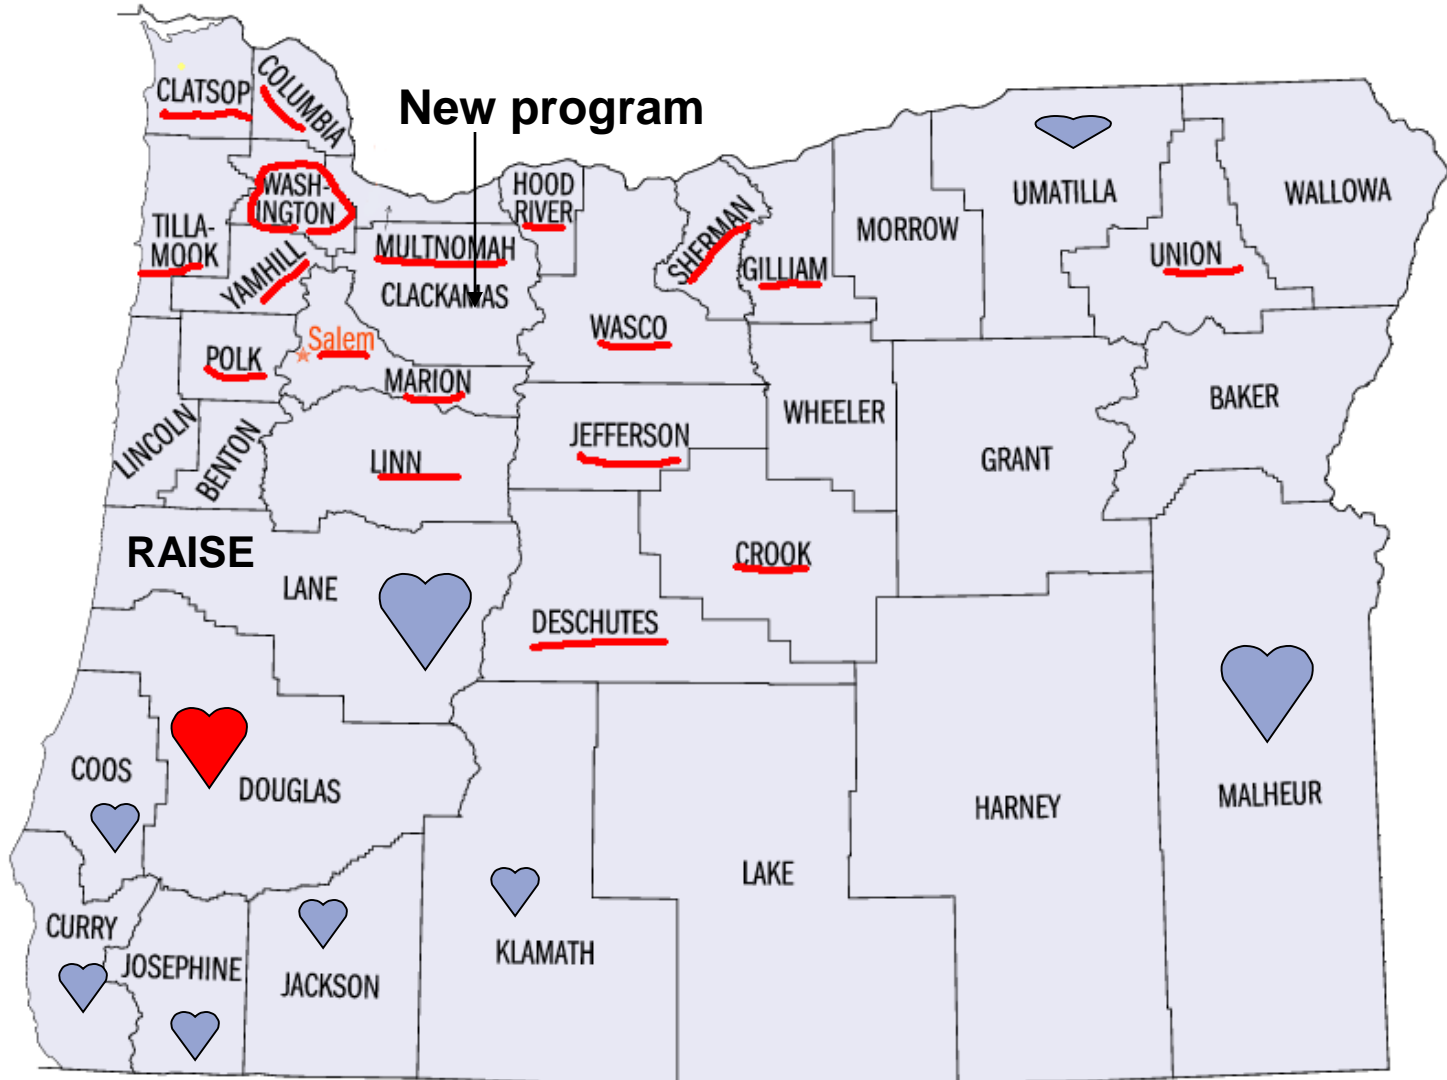 CLATSOP
COLUMBIA
New program
WASH-
INGTON
HOOD
RIVER
TILLA-
MOOK
YAMHILL
MULTNOMAH
CLACKAMAS
SHERMAN
GILLIAM
MORROW
UMATILLA
WALLOWA
UNION
Salem
POLK
MARION
WASCO
WHEELER
BAKER
LINCOLN
BENTON
LINN
JEFFERSON
GRANT
RAISE
LANE
CROOK
DESCHUTES
COOS
DOUGLAS
HARNEY
MALHEUR
LAKE
CURRY
JOSEPHINE
JACKSON
KLAMATH